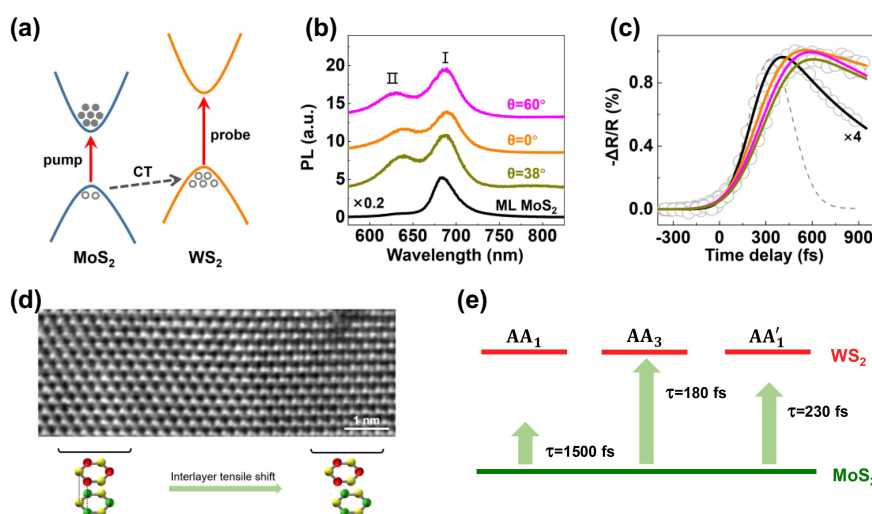 (a)
pump
CT
probe
MoS₂
WS₂
(b)
PL (a.u.)
20
15
10
5
0
II
I
θ=60°
θ=0°
θ=38°
×0.2
ML MoS₂
600
650
700
750
800
Wavelength (nm)
(c)
-ΔR/R (%)
0.8
0.4
0.0
×4
-300
0
300
600
900
Time delay (fs)
(d)
1 nm
Interlayer tensile shift
(e)
AA₁
AA₃
AA′₁
WS₂
τ=1500 fs
τ=180 fs
τ=230 fs
MoS₂